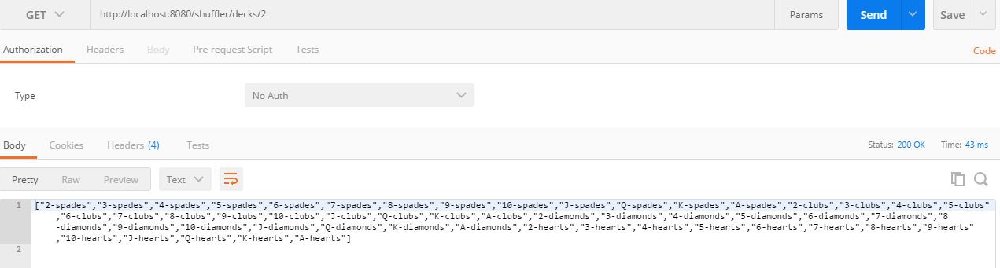 GET http://localhost:8080/shuffler/decks/2 Params Send Save
Authorization Headers Body Pre-request Script Tests Code
Type No Auth
Body Cookies Headers (4) Tests Status: 200 OK Time: 43 ms
Pretty Raw Preview Text
1 ["2-spades","3-spades","4-spades","5-spades","6-spades","7-spades","8-spades","9-spades","10-spades","J-spades","Q-spades","K-spades","A-spades","2-clubs","3-clubs","4-clubs","5-clubs"
,"6-clubs","7-clubs","8-clubs","9-clubs","10-clubs","J-clubs","Q-clubs","K-clubs","A-clubs","2-diamonds","3-diamonds","4-diamonds","5-diamonds","6-diamonds","7-diamonds","8
-diamonds","9-diamonds","10-diamonds","J-diamonds","Q-diamonds","K-diamonds","A-diamonds","2-hearts","3-hearts","4-hearts","5-hearts","6-hearts","7-hearts","8-hearts","9-hearts"
,"10-hearts","J-hearts","Q-hearts","K-hearts","A-hearts"]
2